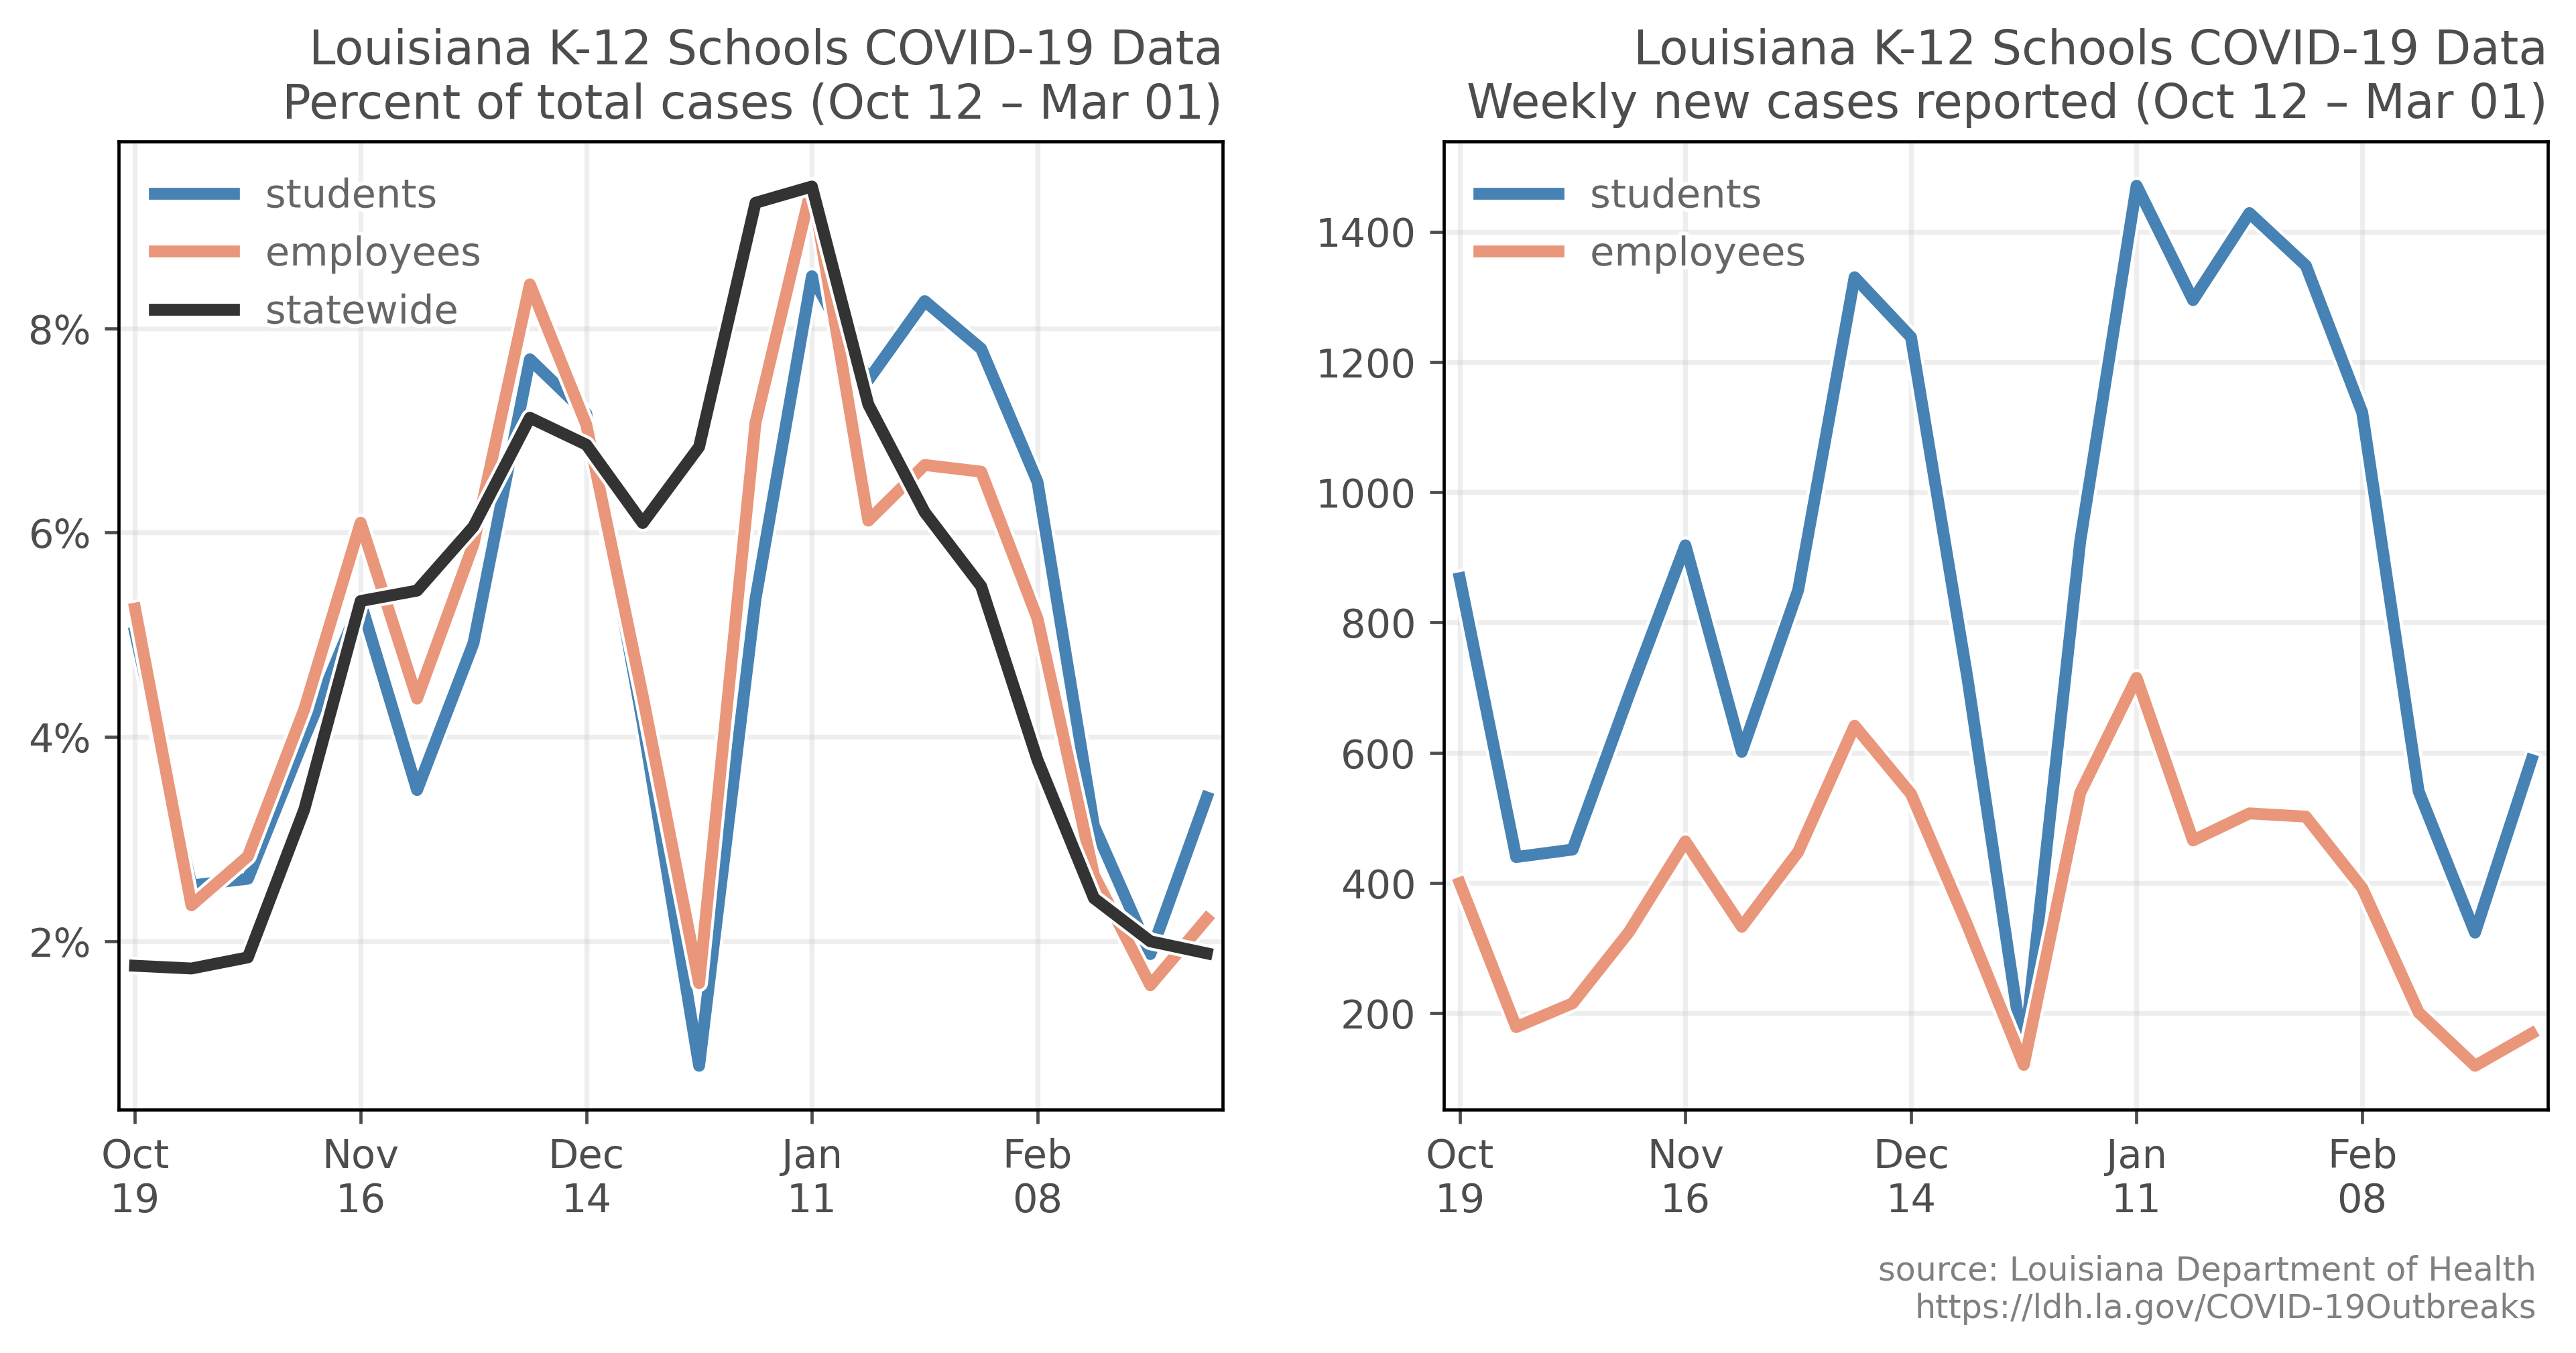 Louisiana K-12 Schools COVID-19 Data
Percent of total cases (Oct 12 – Mar 01)
students
employees
statewide
8%
6%
4%
2%
Oct
19
Nov
16
Dec
14
Jan
11
Feb
08
Louisiana K-12 Schools COVID-19 Data
Weekly new cases reported (Oct 12 – Mar 01)
students
employees
1400
1200
1000
800
600
400
200
Oct
19
Nov
16
Dec
14
Jan
11
Feb
08
source: Louisiana Department of Health
https://ldh.la.gov/COVID-19Outbreaks